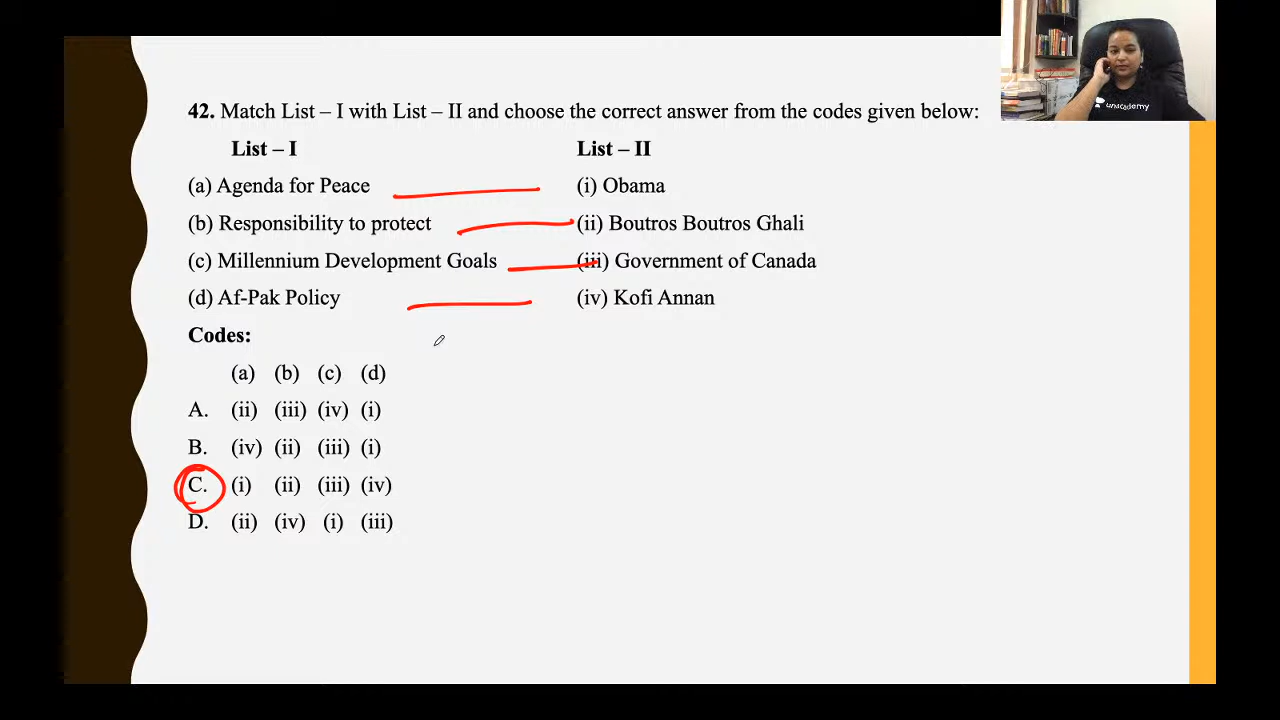 42. Match List – I with List – II and choose the correct answer from the codes given below:
List – I List – II
(a) Agenda for Peace (i) Obama
(b) Responsibility to protect (ii) Boutros Boutros Ghali
(c) Millennium Development Goals (iii) Government of Canada
(d) Af-Pak Policy (iv) Kofi Annan
Codes:
(a) (b) (c) (d)
A. (ii) (iii) (iv) (i)
B. (iv) (ii) (iii) (i)
C. (i) (ii) (iii) (iv)
D. (ii) (iv) (i) (iii)
unacademy